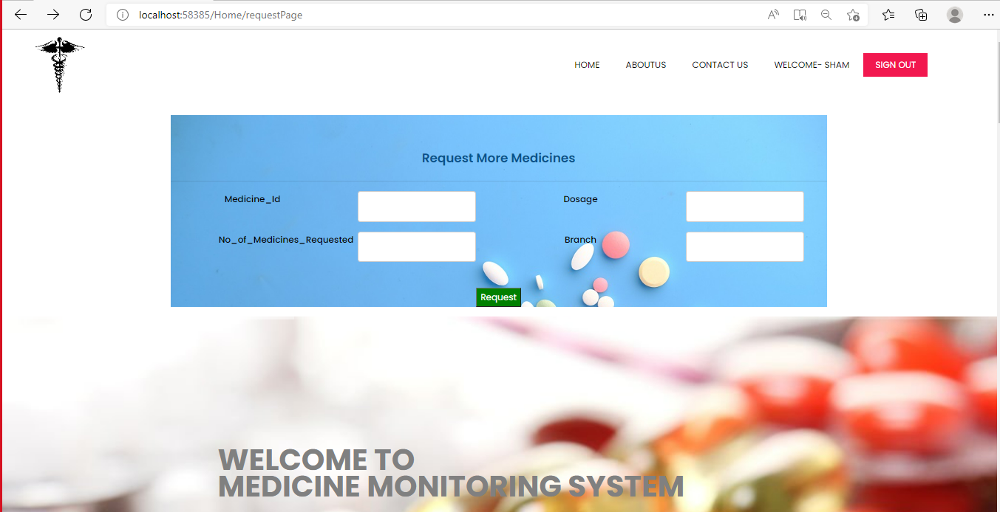 localhost:58385/Home/requestPage
HOME ABOUTUS CONTACT US WELCOME- SHAM SIGN OUT
Request More Medicines
Medicine_Id Dosage
No_of_Medicines_Requested Branch
Request
WELCOME TO
MEDICINE MONITORING SYSTEM